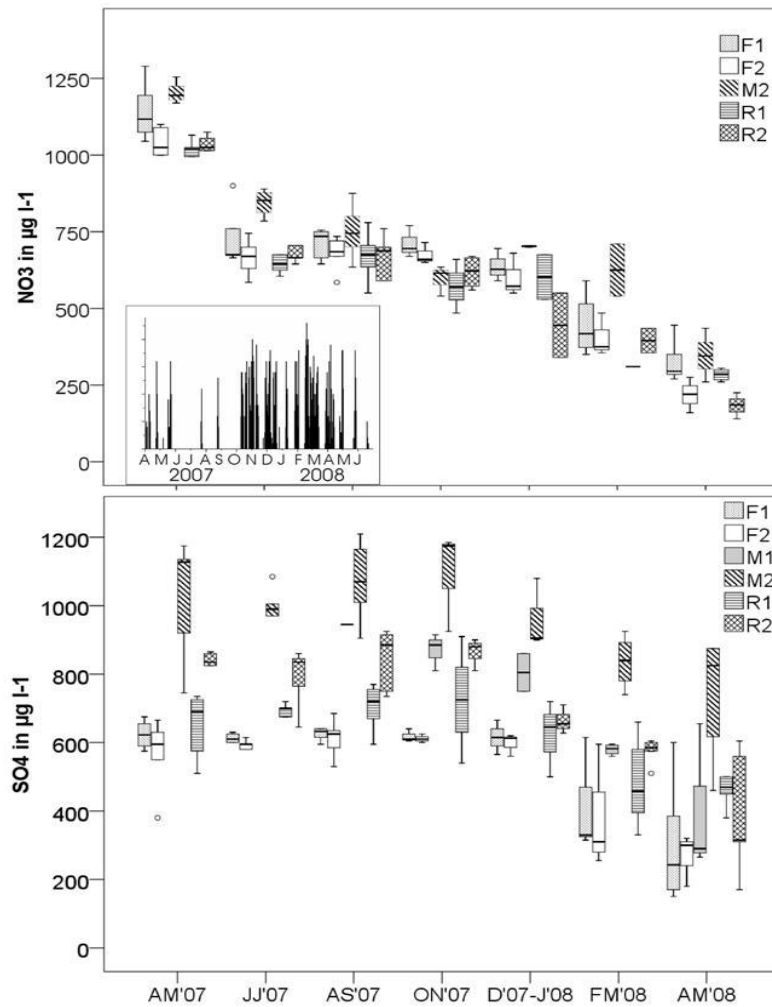 F1
F2
M2
R1
R2
1250
1000
750
500
250
0
NO3 in µg l-1
A M J J A S O N D J F M A M J
2007 2008
F1
F2
M1
M2
R1
R2
1200
1000
800
600
400
200
0
SO4 in µg l-1
AM'07 JJ'07 AS'07 ON'07 D'07-J'08 FM'08 AM'08